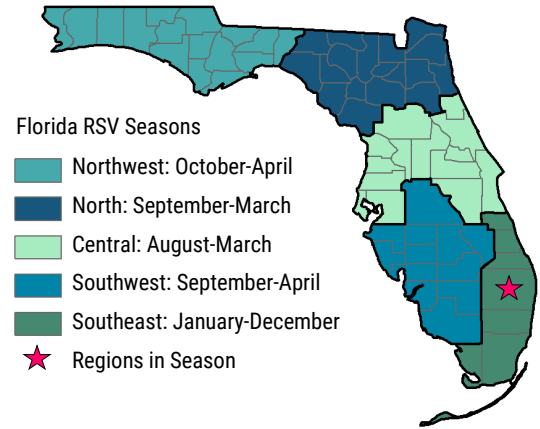 Florida RSV Seasons
Northwest: October-April
North: September-March
Central: August-March
Southwest: September-April
Southeast: January-December
Regions in Season